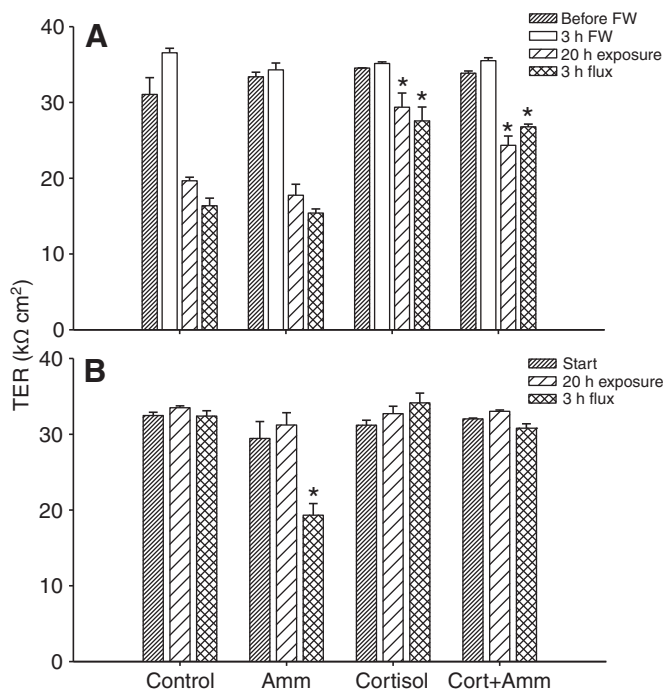 A
Before FW
3 h FW
20 h exposure
3 h flux
40
30
20
10
0
* *
* *
TER (kΩ cm²)
B
Start
20 h exposure
3 h flux
40
30
20
10
0
*
Control Amm Cortisol Cort+Amm